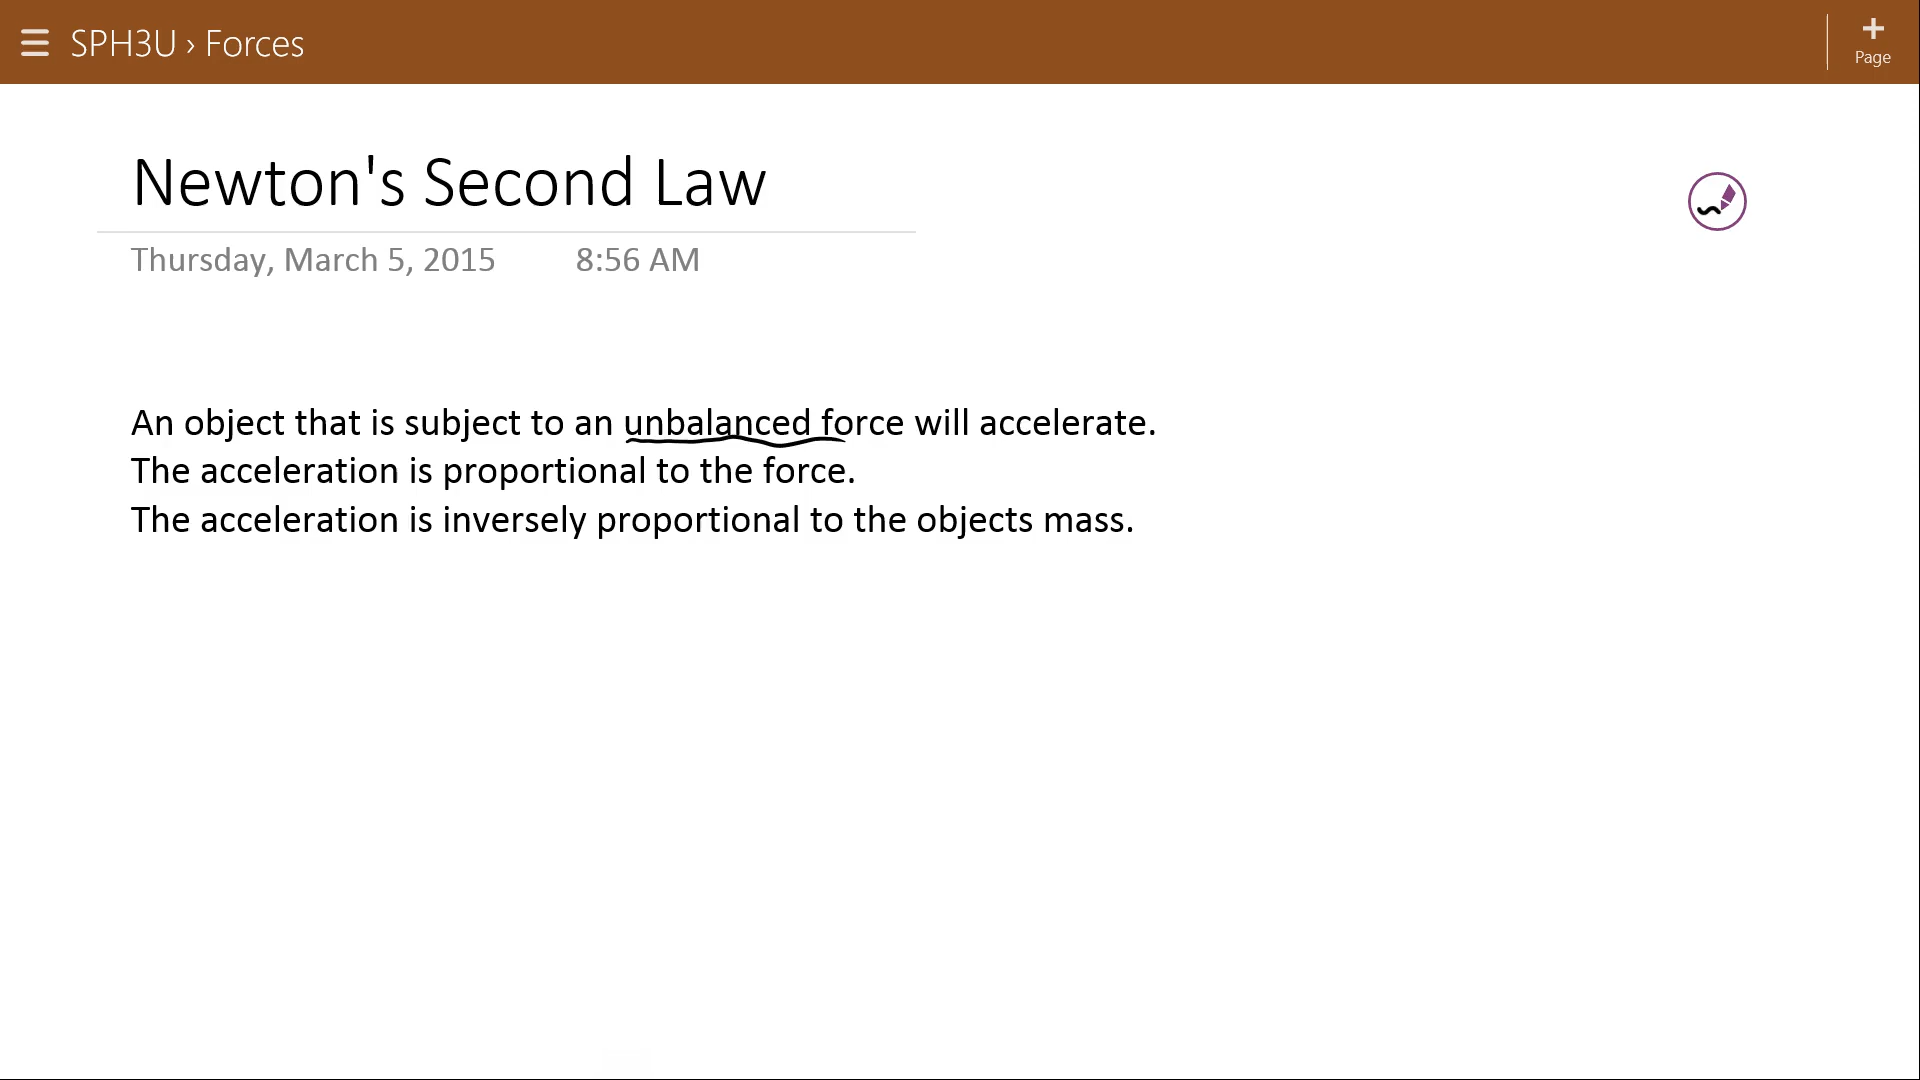 SPH3U › Forces
+
Page
Newton's Second Law
Thursday, March 5, 2015 8:56 AM
An object that is subject to an unbalanced force will accelerate.
The acceleration is proportional to the force.
The acceleration is inversely proportional to the objects mass.